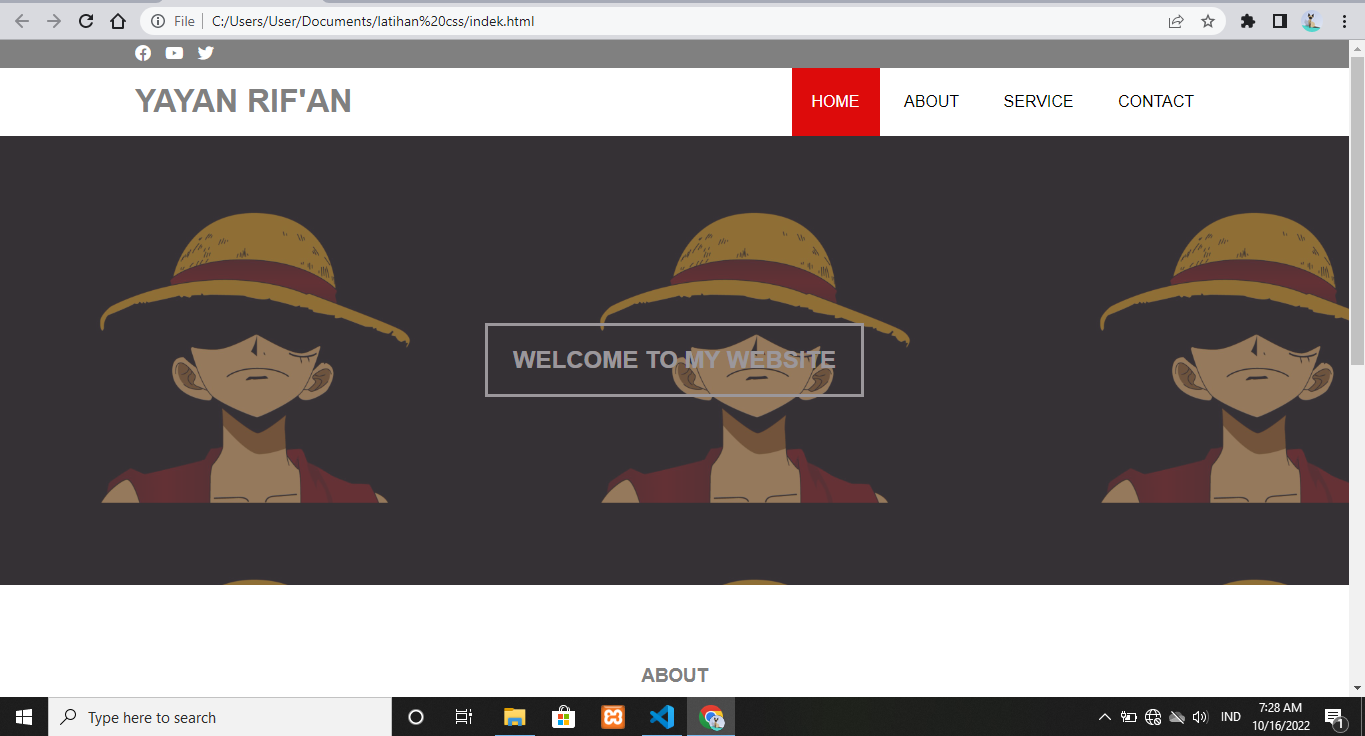 File C:/Users/User/Documents/latihan%20css/indek.html
YAYAN RIF'AN
HOME ABOUT SERVICE CONTACT
WELCOME TO MY WEBSITE
ABOUT
Type here to search
IND
7:28 AM
10/16/2022
1